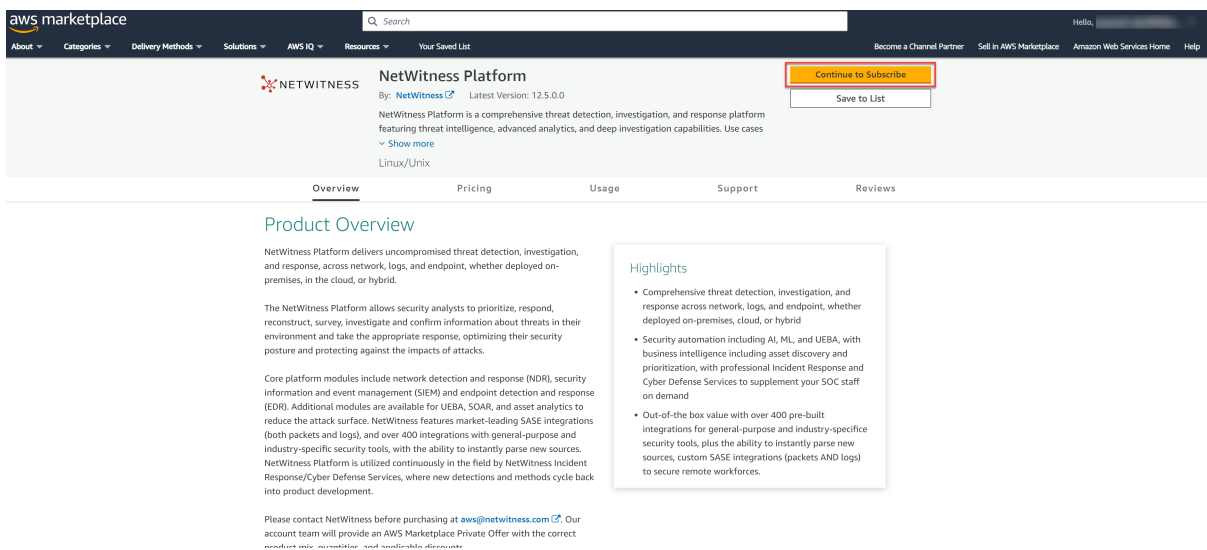 aws marketplace
Search
Hello,
About
Categories
Delivery Methods
Solutions
AWS IQ
Resources
Your Saved List
Become a Channel Partner
Sell in AWS Marketplace
Amazon Web Services Home
Help
NETWITNESS
NetWitness Platform
By: NetWitness Latest Version: 12.5.0.0
NetWitness Platform is a comprehensive threat detection, investigation, and response platform
featuring threat intelligence, advanced analytics, and deep investigation capabilities. Use cases
Show more
Linux/Unix
Continue to Subscribe
Save to List
Overview
Pricing
Usage
Support
Reviews
Product Overview
NetWitness Platform delivers uncompromised threat detection, investigation,
and response, across network, logs, and endpoint, whether deployed on-
premises, in the cloud, or hybrid.
The NetWitness Platform allows security analysts to prioritize, respond,
reconstruct, survey, investigate and confirm information about threats in their
environment and take the appropriate response, optimizing their security
posture and protecting against the impacts of attacks.
Core platform modules include network detection and response (NDR), security
information and event management (SIEM) and endpoint detection and response
(EDR). Additional modules are available for UEBA, SOAR, and asset analytics to
reduce the attack surface. NetWitness features market-leading SASE integrations
(both packets and logs), and over 400 integrations with general-purpose and
industry-specific security tools, with the ability to instantly parse new sources.
NetWitness Platform is utilized continuously in the field by NetWitness Incident
Response/Cyber Defense Services, where new detections and methods cycle back
into product development.
Please contact NetWitness before purchasing at aws@netwitness.com. Our
account team will provide an AWS Marketplace Private Offer with the correct
product mix, quantities, and applicable discounts
Highlights
• Comprehensive threat detection, investigation, and
response across network, logs, and endpoint, whether
deployed on-premises, cloud, or hybrid
• Security automation including AI, ML, and UEBA, with
business intelligence including asset discovery and
prioritization, with professional Incident Response and
Cyber Defense Services to supplement your SOC staff
on demand
• Out-of-the box value with over 400 pre-built
integrations for general-purpose and industry-specifice
security tools, plus the ability to instantly parse new
sources, custom SASE integrations (packets AND logs)
to secure remote workforces.